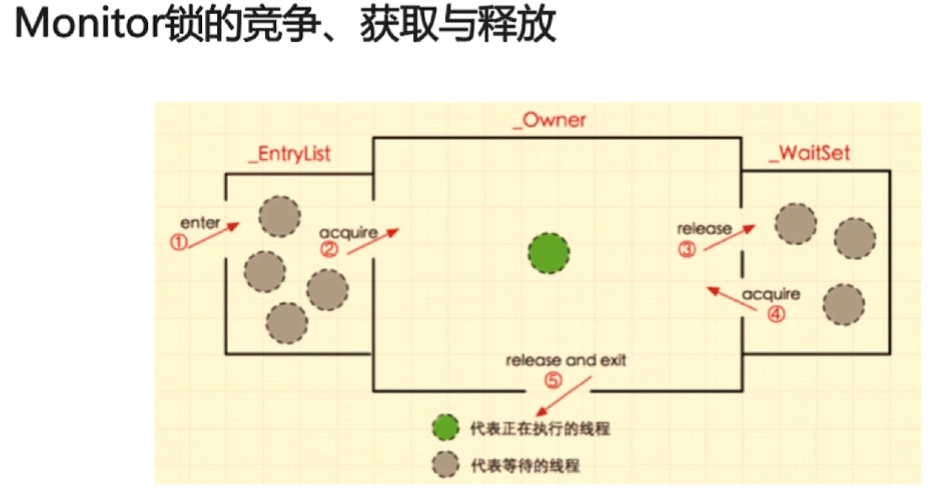 Monitor锁的竞争、获取与释放
_Owner
_EntryList
_WaitSet
enter
①
acquire
②
release
③
acquire
④
release and exit
⑤
代表正在执行的线程
代表等待的线程